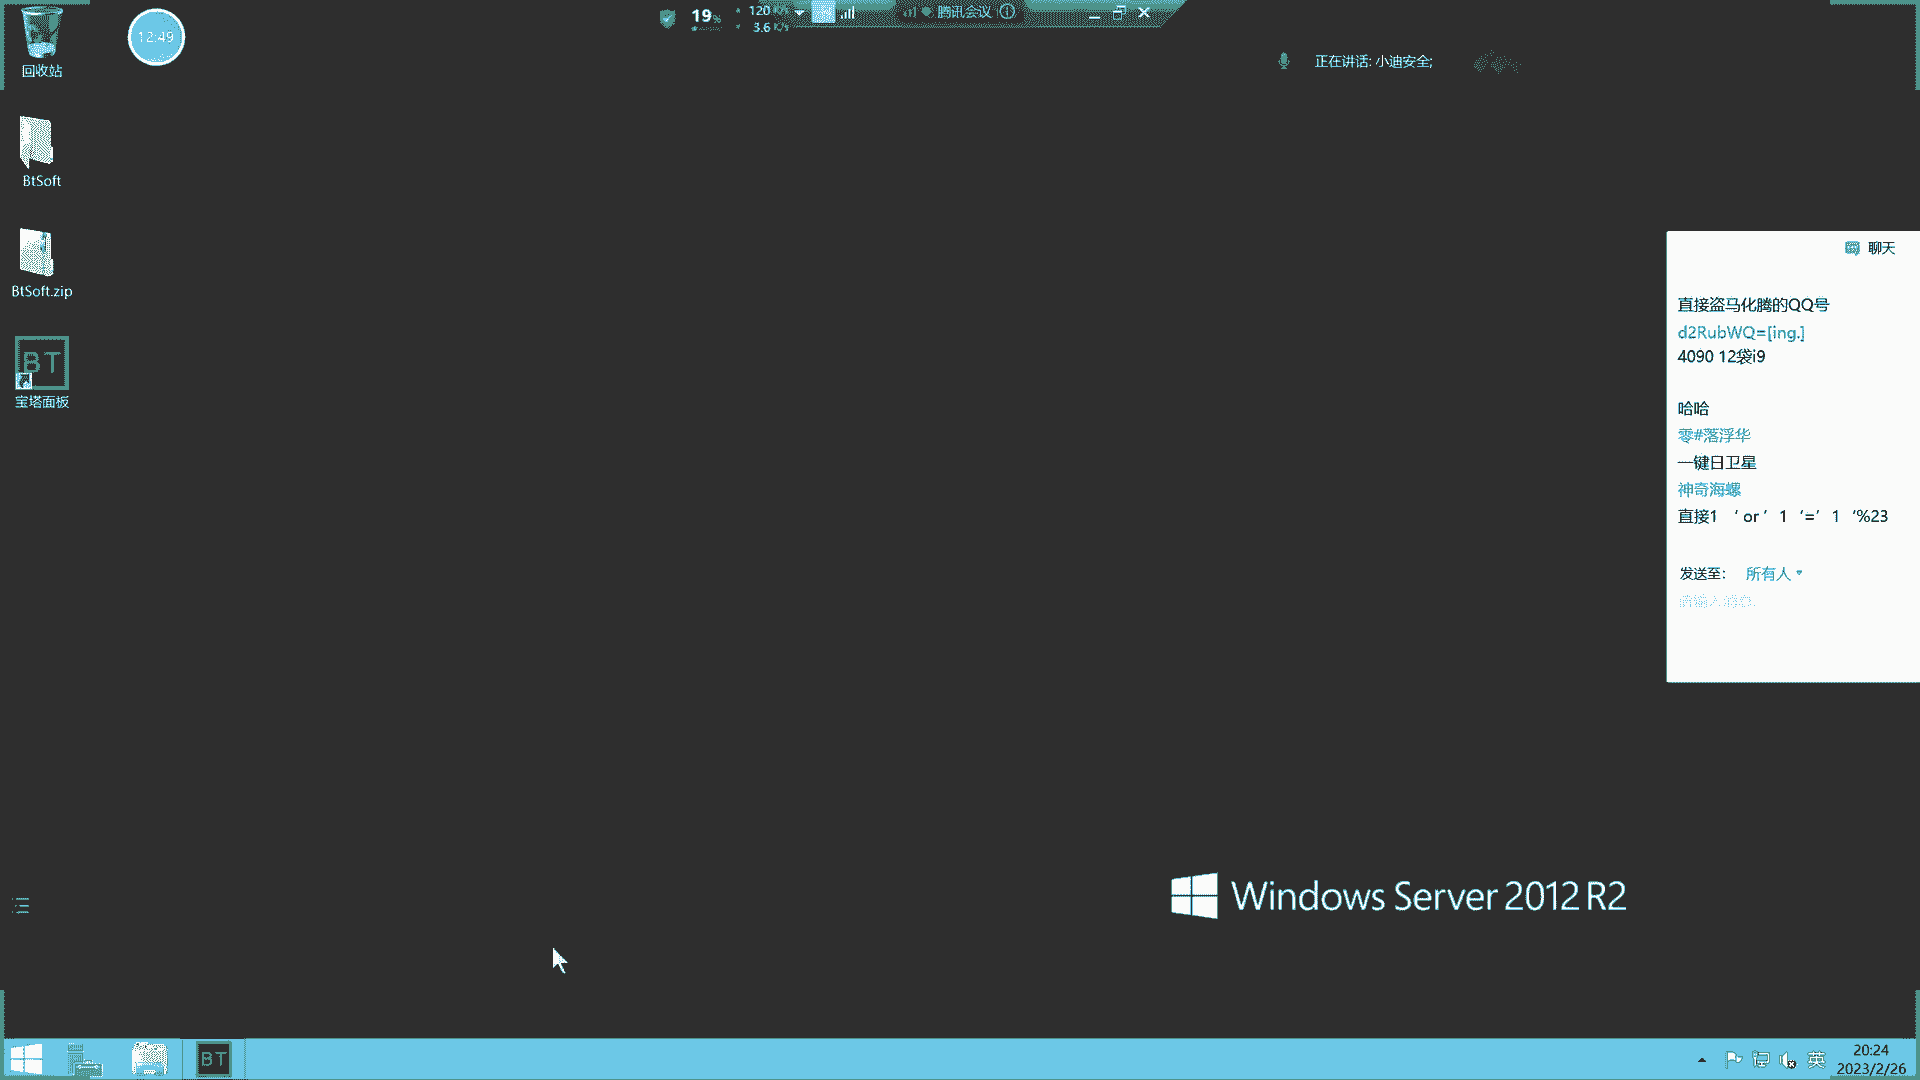 回收站
12:49
19%
120 K/s
3.6 K/s
腾讯会议
正在讲话: 小迪安全;
BtSoft
BtSoft.zip
BT
宝塔面板
聊天
直接盗马化腾的QQ号
d2RubWQ=[ing.]
4090 12袋i9
哈哈
零#落浮华
一键日卫星
神奇海螺
直接1 ‘ or ’ 1 ‘=’ 1 ‘%23
发送至: 所有人
Windows Server 2012 R2
BT
英
20:24
2023/2/26